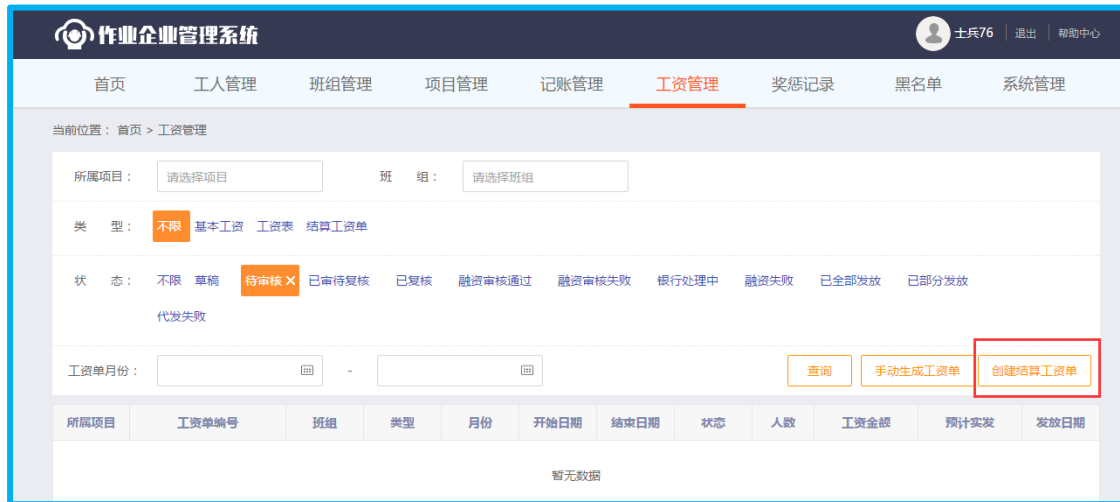 作业企业管理系统 士兵76 退出 帮助中心
首页 工人管理 班组管理 项目管理 记账管理 工资管理 奖惩记录 黑名单 系统管理
当前位置： 首页 > 工资管理
所属项目： 请选择项目 班 组： 请选择班组
类 型： 不限 基本工资 工资表 结算工资单
状 态： 不限 草稿 待审核 X 已审待复核 已复核 融资审核通过 融资审核失败 银行处理中 融资失败 已全部发放 已部分发放
代发失败
工资单月份： - 查询 手动生成工资单 创建结算工资单
所属项目 工资单编号 班组 类型 月份 开始日期 结束日期 状态 人数 工资金额 预计实发 发放日期
暂无数据